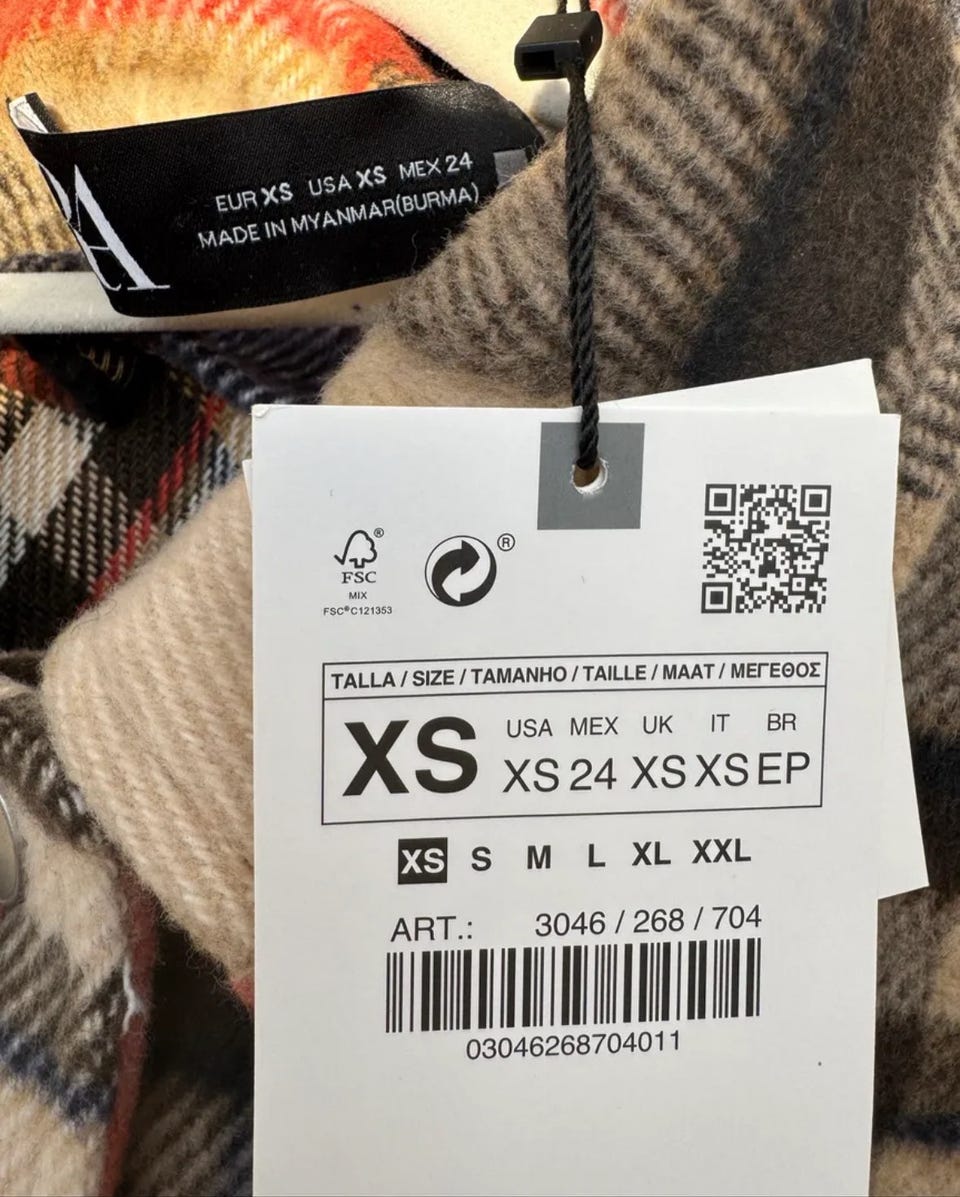 RA
EUR XS USA XS MEX 24
MADE IN MYANMAR(BURMA)
®
FSC
MIX
FSC®C121353
®
TALLA / SIZE / TAMANHO / TAILLE / MAAT / ΜΕΓΕΘΟΣ
XS
USA MEX UK IT BR
XS 24 XS XS EP
XS S M L XL XXL
ART.: 3046 / 268 / 704
03046268704011